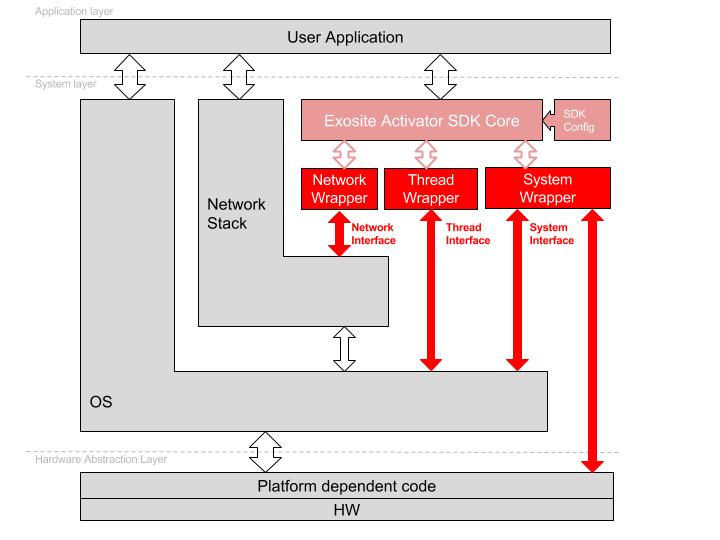 Application layer
User Application
System layer
Exosite Activator SDK Core
SDK
Config
Network
Wrapper
Thread
Wrapper
System
Wrapper
Network
Stack
Network
Interface
Thread
Interface
System
Interface
OS
Hardware Abstraction Layer
Platform dependent code
HW